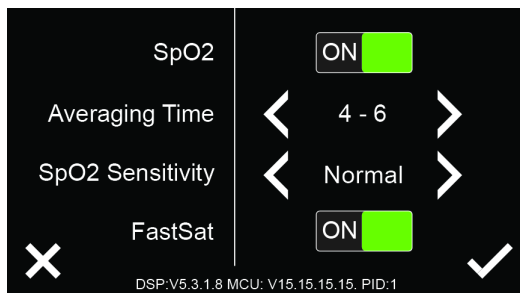 SpO2 ON
Averaging Time 4 - 6
SpO2 Sensitivity Normal
FastSat ON
DSP:V5.3.1.8 MCU: V15.15.15.15. PID:1